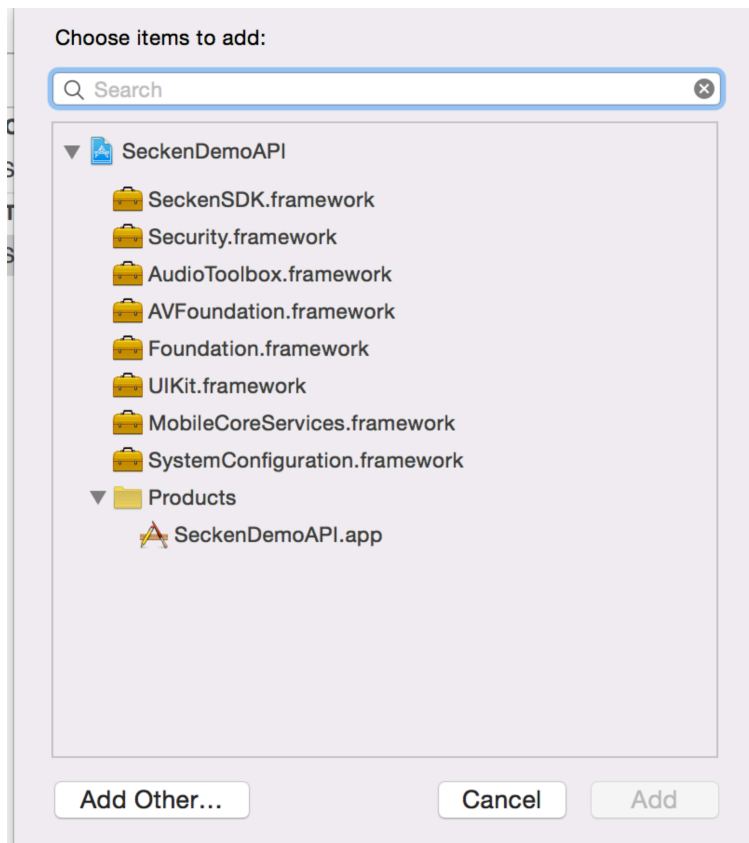 Choose items to add:
Search
SeckenDemoAPI
SeckenSDK.framework
Security.framework
AudioToolbox.framework
AVFoundation.framework
Foundation.framework
UIKit.framework
MobileCoreServices.framework
SystemConfiguration.framework
Products
SeckenDemoAPI.app
Add Other...
Cancel
Add